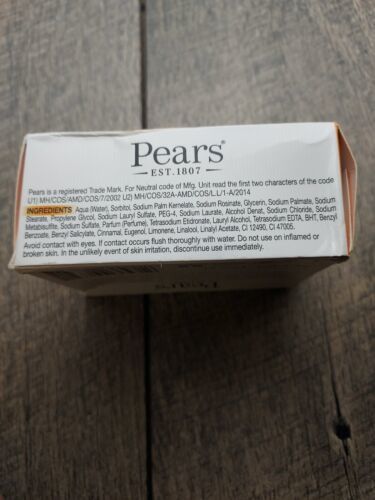 Pears®
EST.1807
Pears is a registered Trade Mark. For Neutral code of Mfg. Unit read the first two characters of the code
U1) MH/COS/AMD/COS/7/2002 U2) MH/COS/32A-AMD/COS/L.L/1-A/2014
INGREDIENTS Aqua (Water), Sorbitol, Sodium Palm Kernelate, Sodium Rosinate, Glycerin, Sodium Palmate, Sodium
Stearate, Propylene Glycol, Sodium Lauryl Sulfate, PEG-4, Sodium Laurate, Alcohol Denat, Sodium Chloride, Sodium
Metabisulfite, Sodium Sulfate, Parfum (Perfume), Tetrasodium Etidronate, Lauryl Alcohol, Tetrasodium EDTA, BHT, Benzyl
Benzoate, Benzyl Salicylate, Cinnamal, Eugenol, Limonene, Linalool, Linalyl Acetate, CI 12490, CI 47005.
Avoid contact with eyes. If contact occurs flush thoroughly with water. Do not use on inflamed or
broken skin. In the unlikely event of skin irritation, discontinue use immediately.
Pears